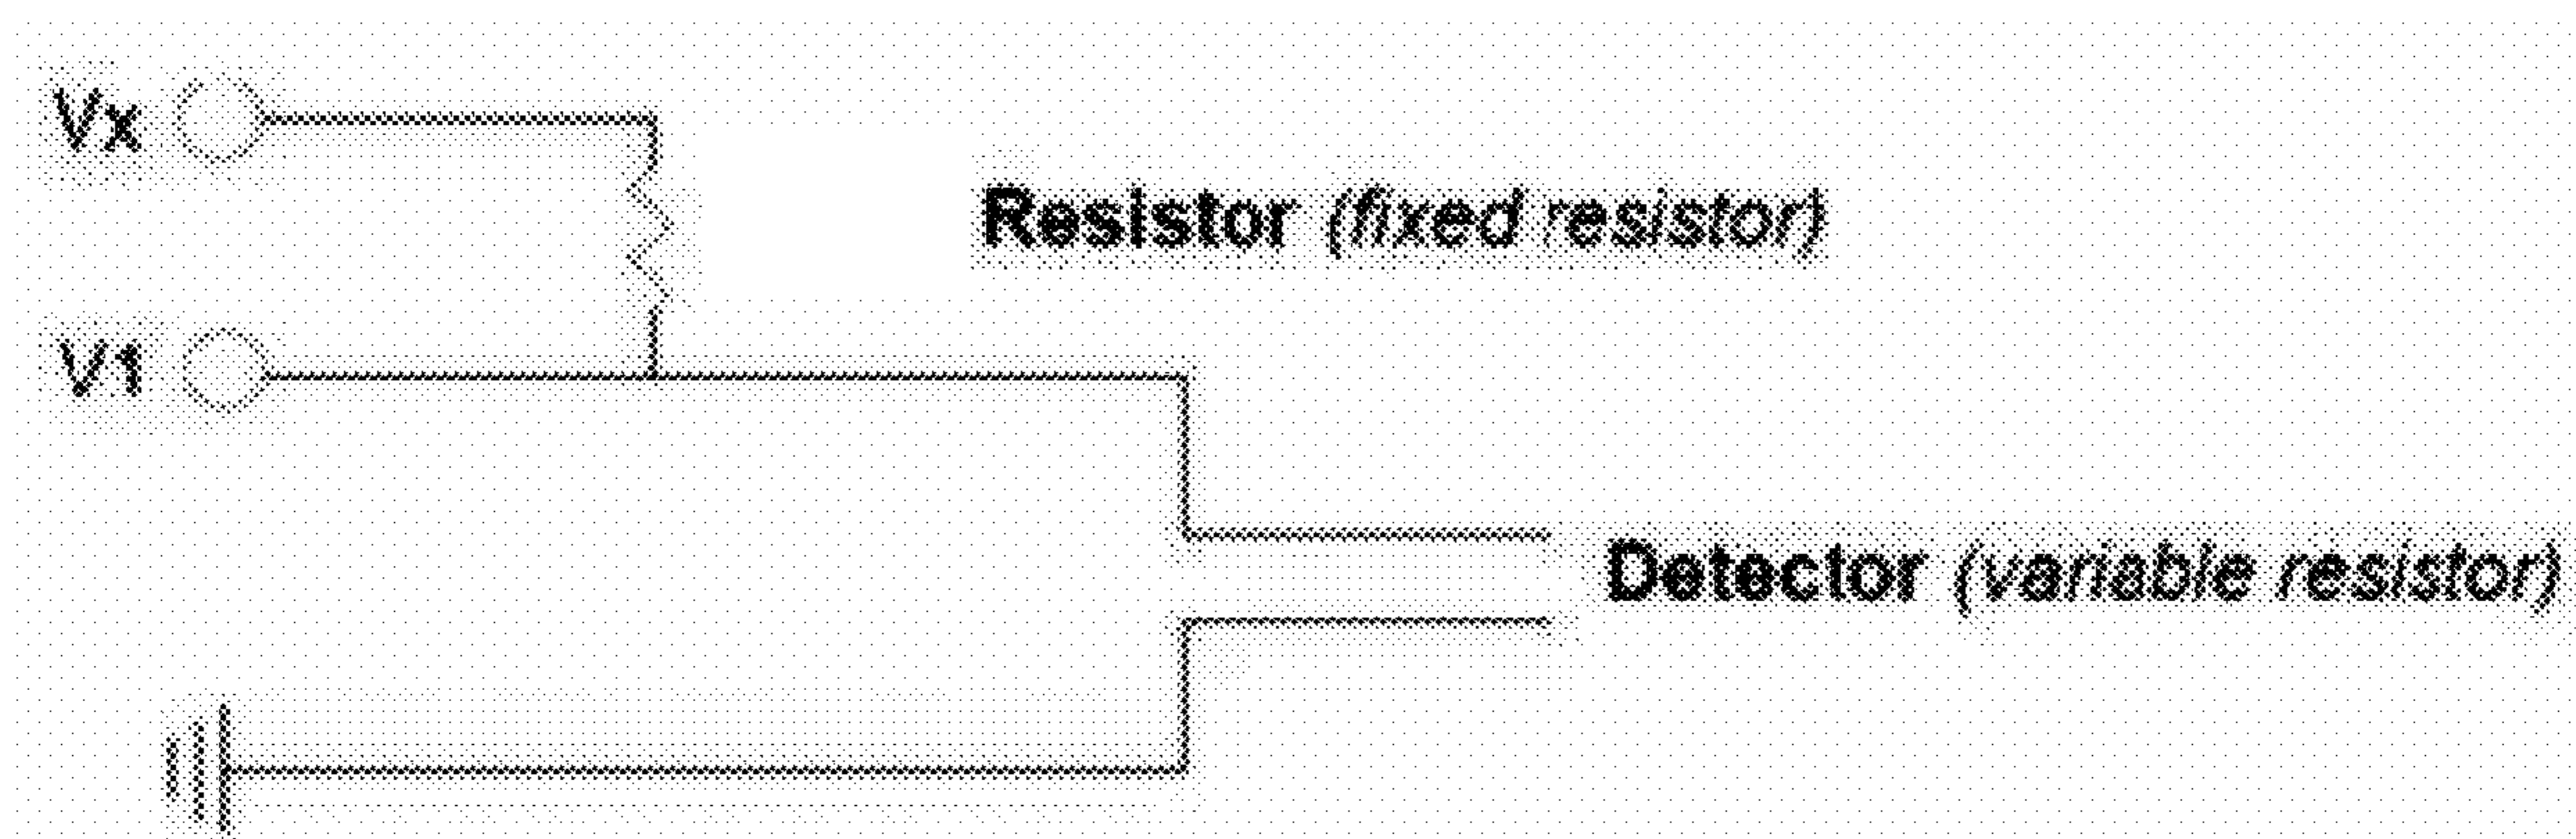 Vx
Resistor (fixed resistor)
V1
Detector (variable resistor)